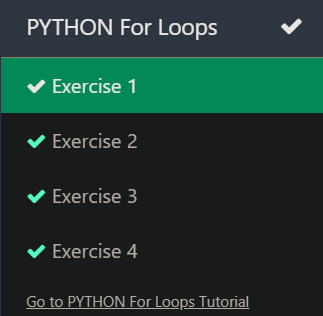 PYTHON For Loops
Exercise 1
Exercise 2
Exercise 3
Exercise 4
Go to PYTHON For Loops Tutorial